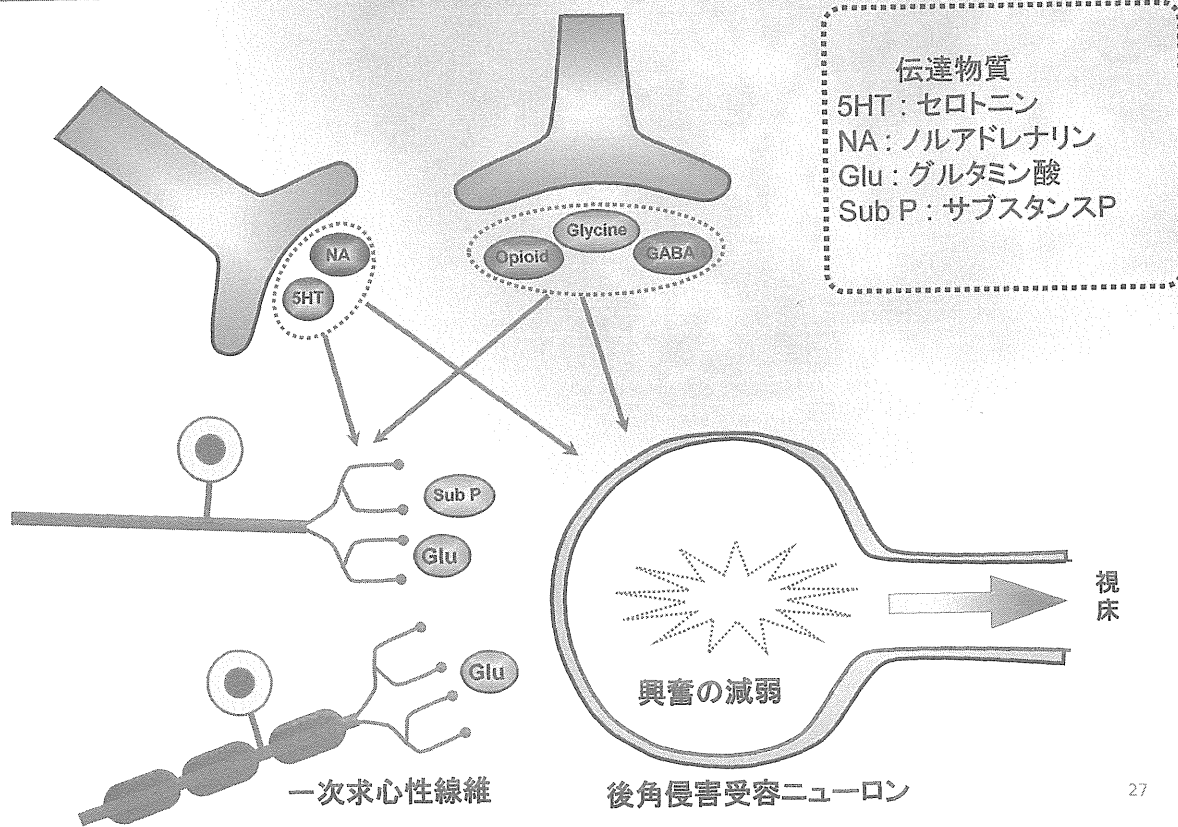 伝達物質
5HT : セロトニン
NA : ノルアドレナリン
Glu : グルタミン酸
Sub P : サブスタンスP
NA
5HT
Glycine
Opioid
GABA
Sub P
Glu
Glu
視床
興奮の減弱
一次求心性線維
後角侵害受容ニューロン
27